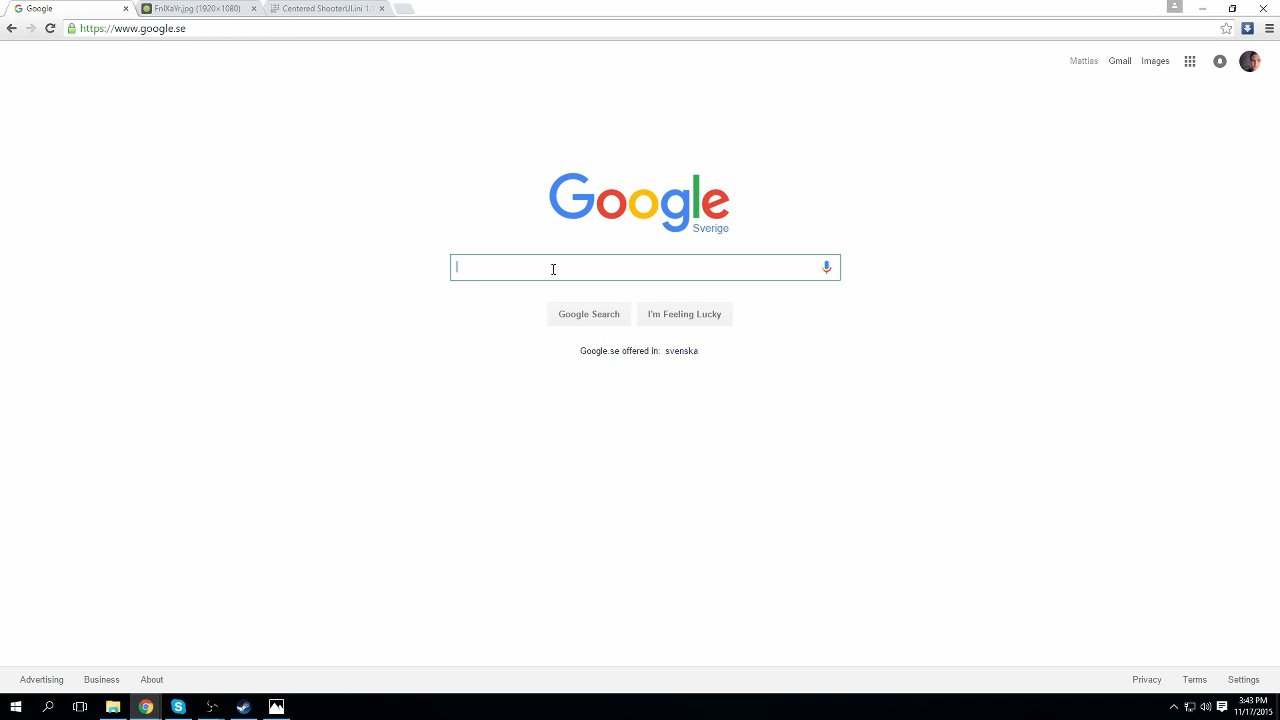 Google
FnIXaYr.jpg (1920×1080)
Centered ShooterUI.ini 1.
https://www.google.se
Mattias Gmail Images
Google
Sverige
Google Search I'm Feeling Lucky
Google.se offered in: svenska
Advertising Business About
Privacy Terms Settings
3:43 PM
11/17/2015